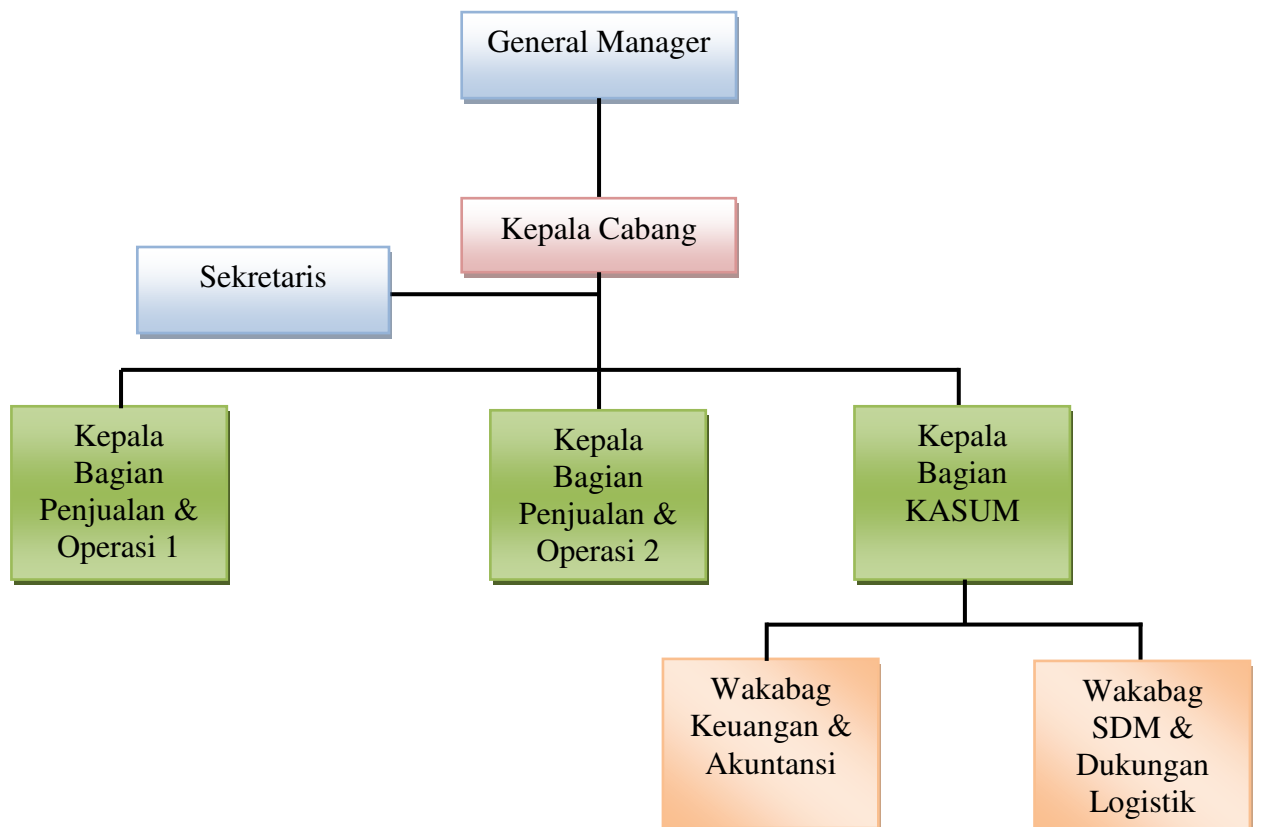 General Manager
Kepala Cabang
Sekretaris
Kepala
Bagian
Penjualan &
Operasi 1
Kepala
Bagian
Penjualan &
Operasi 2
Kepala
Bagian
KASUM
Wakabag
Keuangan &
Akuntansi
Wakabag
SDM &
Dukungan
Logistik